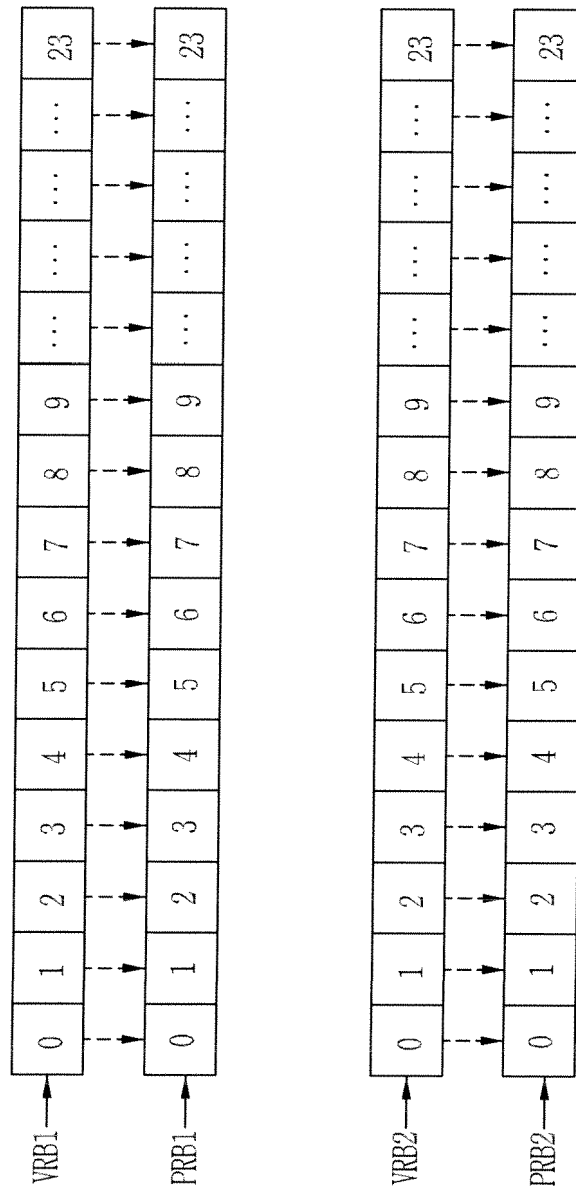 VRB1 0 1 2 3 4 5 6 7 8 9 ... ... ... ... 23
PRB1 0 1 2 3 4 5 6 7 8 9 ... ... ... ... 23
VRB2 0 1 2 3 4 5 6 7 8 9 ... ... ... ... 23
PRB2 0 1 2 3 4 5 6 7 8 9 ... ... ... ... 23